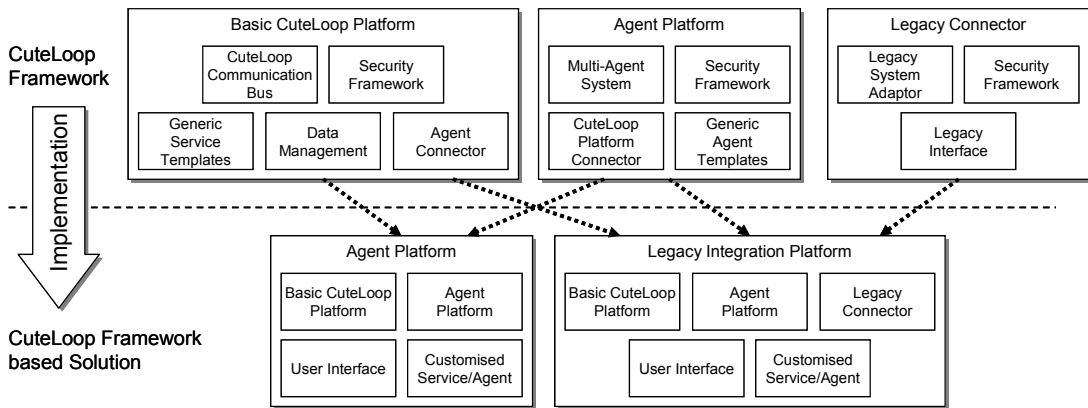 CuteLoop
Framework
Implementation
CuteLoop Framework
based Solution
Basic CuteLoop Platform
CuteLoop
Communication
Bus
Security
Framework
Generic
Service
Templates
Data
Management
Agent
Connector
Agent Platform
Multi-Agent
System
Security
Framework
CuteLoop
Platform
Connector
Generic
Agent
Templates
Legacy Connector
Legacy
System
Adaptor
Security
Framework
Legacy
Interface
Agent Platform
Basic CuteLoop
Platform
Agent
Platform
User Interface
Customised
Service/Agent
Legacy Integration Platform
Basic CuteLoop
Platform
Agent
Platform
Legacy
Connector
User Interface
Customised
Service/Agent